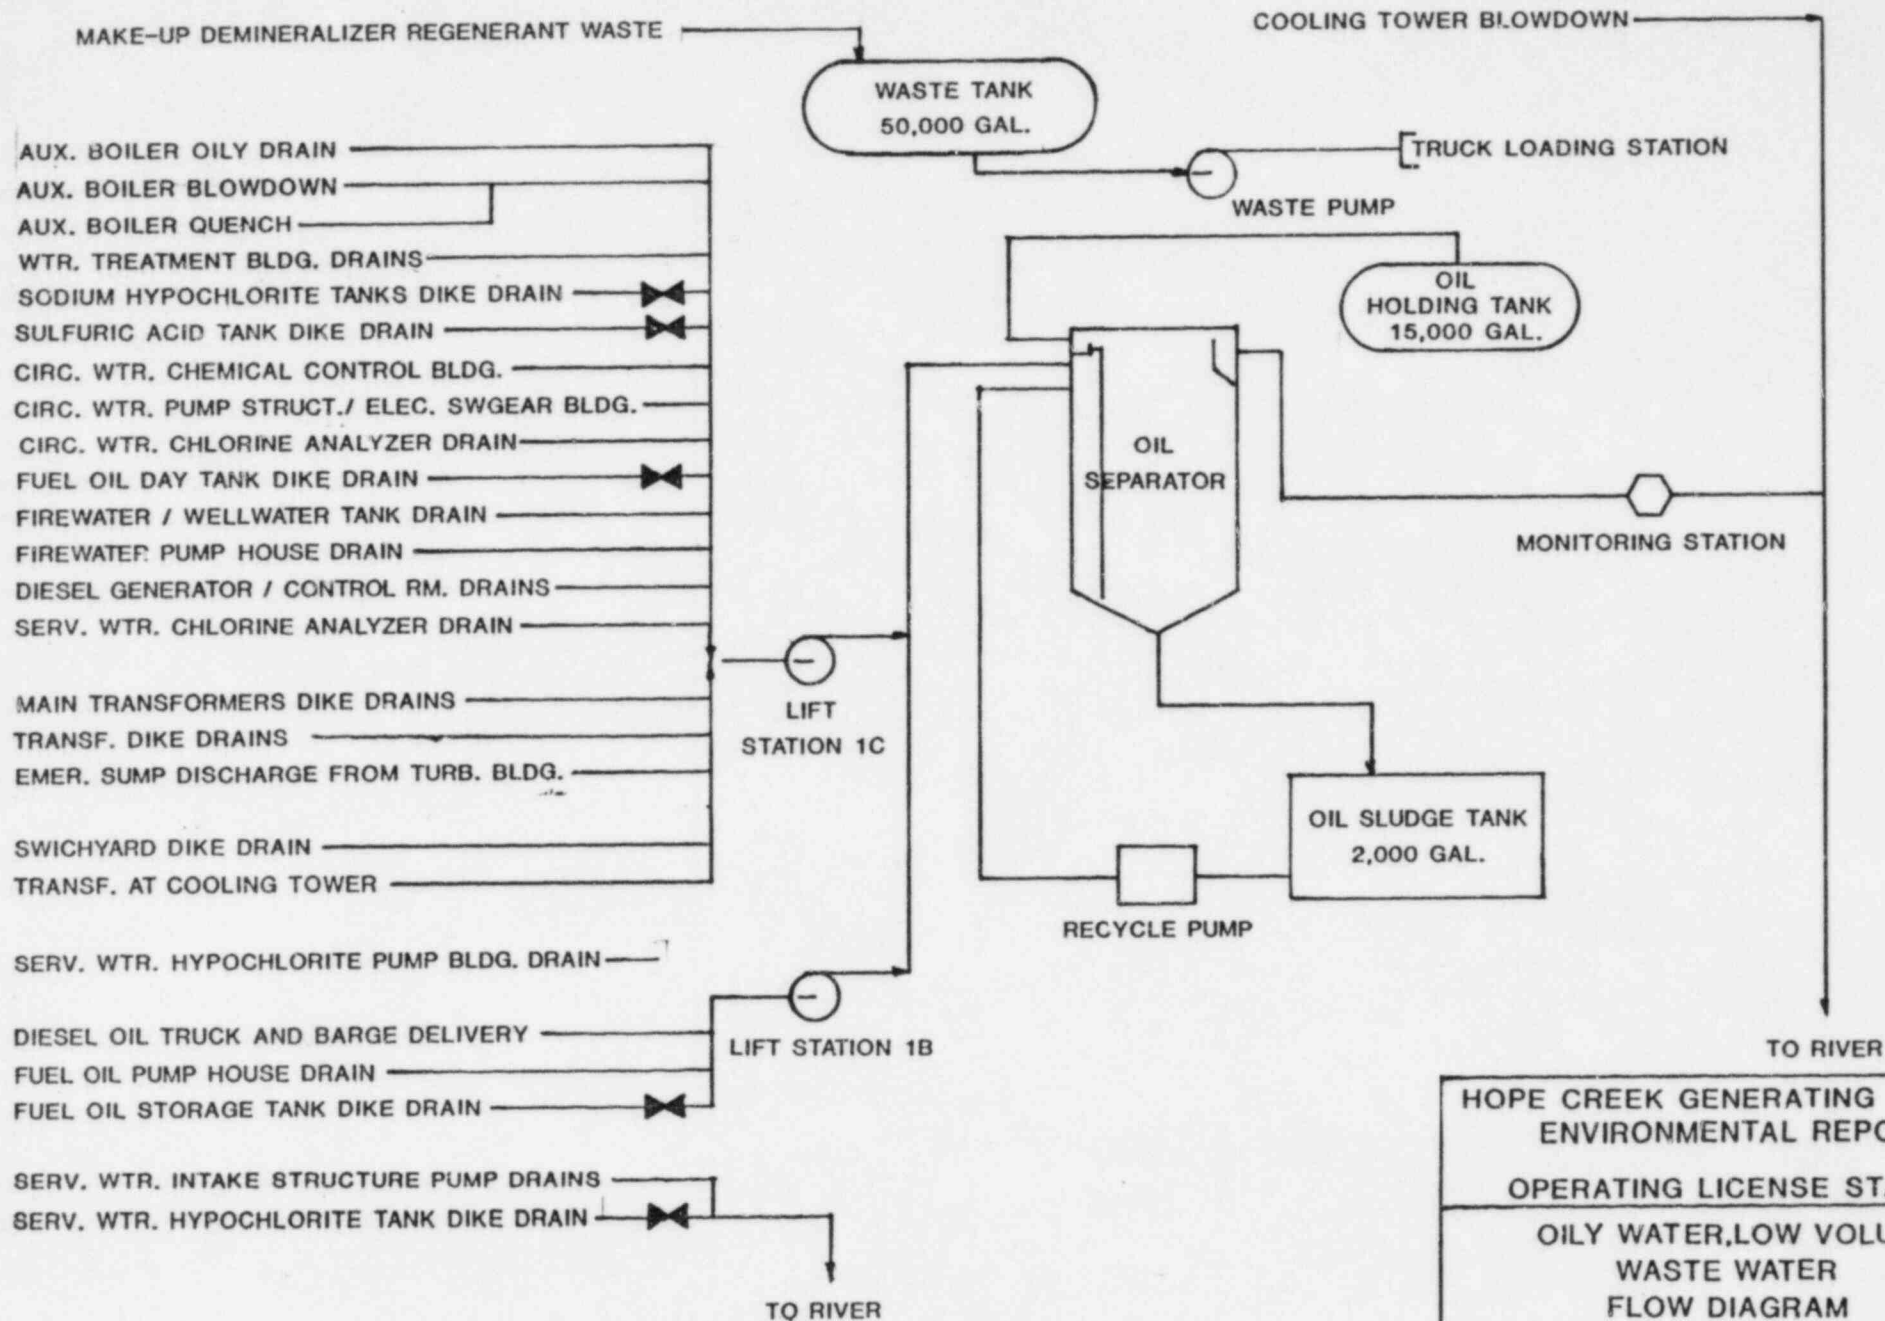 MAKE-UP DEMINERALIZER REGENERANT WASTE
COOLING TOWER BLOWDOWN
WASTE TANK
50,000 GAL.
TRUCK LOADING STATION
WASTE PUMP
AUX. BOILER OILY DRAIN
AUX. BOILER BLOWDOWN
AUX. BOILER QUENCH
WTR. TREATMENT BLDG. DRAINS
SODIUM HYPOCHLORITE TANKS DIKE DRAIN
SULFURIC ACID TANK DIKE DRAIN
CIRC. WTR. CHEMICAL CONTROL BLDG.
CIRC. WTR. PUMP STRUCT./ ELEC. SWGEAR BLDG.
CIRC. WTR. CHLORINE ANALYZER DRAIN
FUEL OIL DAY TANK DIKE DRAIN
FIREWATER / WELLWATER TANK DRAIN
FIREWATER PUMP HOUSE DRAIN
DIESEL GENERATOR / CONTROL RM. DRAINS
SERV. WTR. CHLORINE ANALYZER DRAIN
MAIN TRANSFORMERS DIKE DRAINS
TRANSF. DIKE DRAINS
EMER. SUMP DISCHARGE FROM TURB. BLDG.
SWICHYARD DIKE DRAIN
TRANSF. AT COOLING TOWER
SERV. WTR. HYPOCHLORITE PUMP BLDG. DRAIN
DIESEL OIL TRUCK AND BARGE DELIVERY
FUEL OIL PUMP HOUSE DRAIN
FUEL OIL STORAGE TANK DIKE DRAIN
SERV. WTR. INTAKE STRUCTURE PUMP DRAINS
SERV. WTR. HYPOCHLORITE TANK DIKE DRAIN
LIFT
STATION 1C
LIFT STATION 1B
TO RIVER
OIL
HOLDING TANK
15,000 GAL.
OIL
SEPARATOR
MONITORING STATION
OIL SLUDGE TANK
2,000 GAL.
RECYCLE PUMP
TO RIVER
HOPE CREEK GENERATING
ENVIRONMENTAL REPO
OPERATING LICENSE STA
OILY WATER,LOW VOLU
WASTE WATER
FLOW DIAGRAM